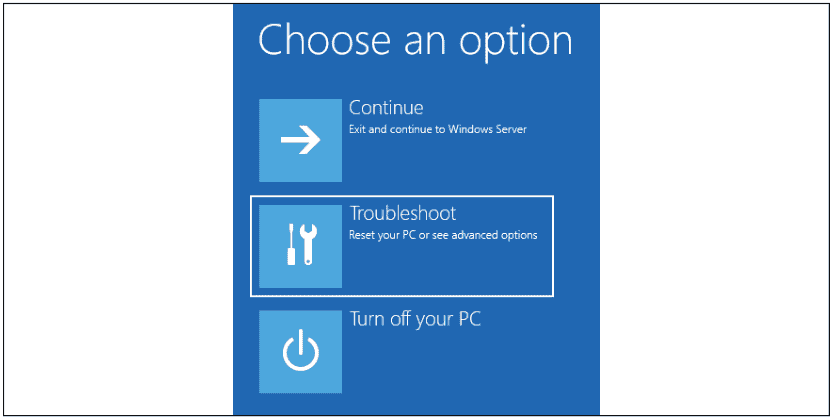 Choose an option
Continue
Exit and continue to Windows Server
Troubleshoot
Reset your PC or see advanced options
Turn off your PC